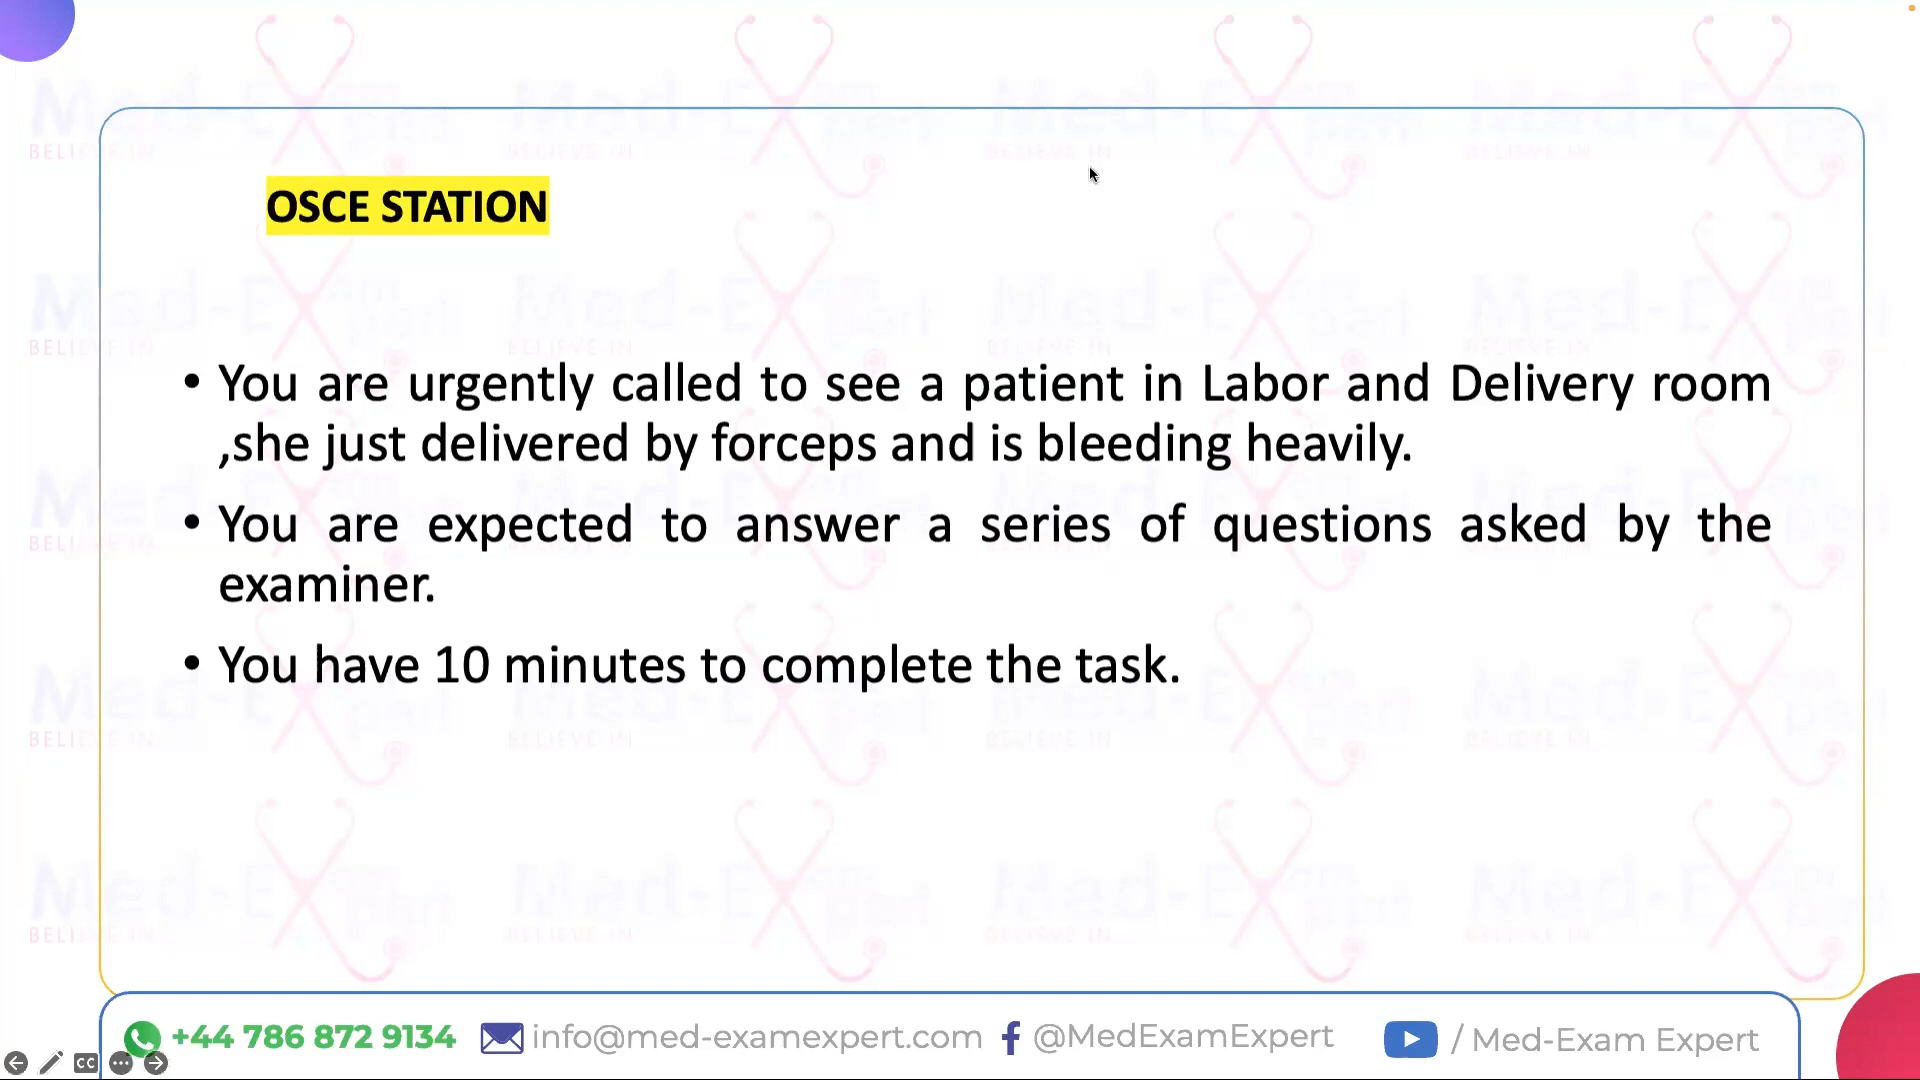 OSCE STATION
• You are urgently called to see a patient in Labor and Delivery room
,she just delivered by forceps and is bleeding heavily.
• You are expected to answer a series of questions asked by the
examiner.
• You have 10 minutes to complete the task.
+44 786 872 9134 info@med-examexpert.com @MedExamExpert / Med-Exam Expert
CC